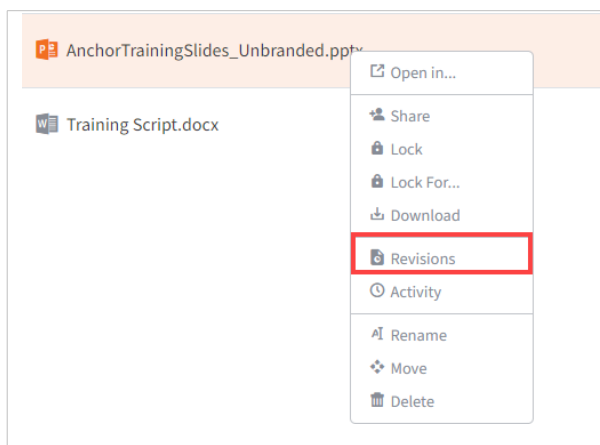 AnchorTrainingSlides_Unbranded.pptx
Open in...
Training Script.docx
Share
Lock
Lock For...
Download
Revisions
Activity
Rename
Move
Delete